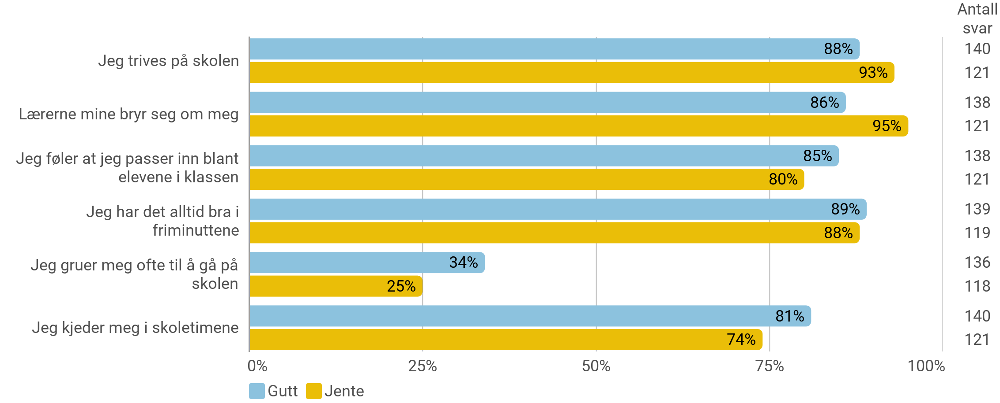 Antall
svar
Jeg trives på skolen
88%
140
93%
121
Lærerne mine bryr seg om meg
86%
138
95%
121
Jeg føler at jeg passer inn blant
elevene i klassen
85%
138
80%
121
Jeg har det alltid bra i
friminuttene
89%
139
88%
119
Jeg gruer meg ofte til å gå på
skolen
34%
136
25%
118
Jeg kjeder meg i skoletimene
81%
140
74%
121
0% 25% 50% 75% 100%
Gutt Jente